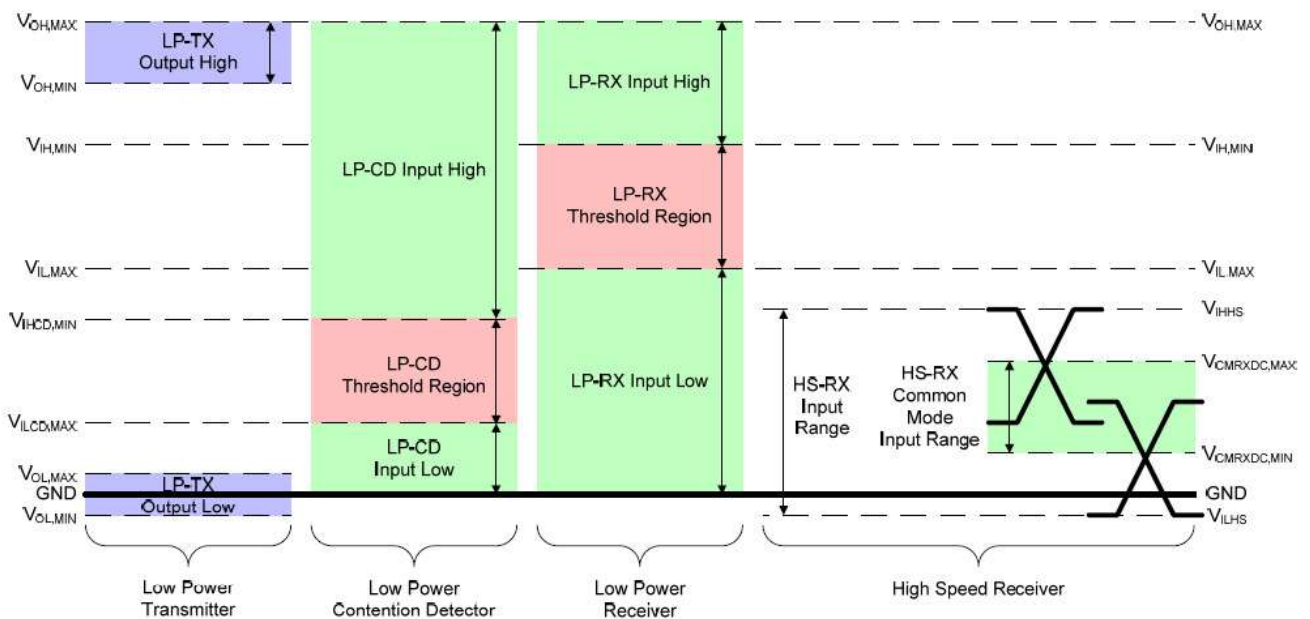 VOH,MAX
VOH,MIN
VIH,MIN
VIL,MAX
VIHCD,MIN
VILCD,MAX
VOL,MAX
GND
VOL,MIN
LP-TX
Output High
LP-TX
Output Low
LP-CD Input High
LP-CD
Threshold Region
LP-CD
Input Low
LP-RX Input High
LP-RX
Threshold Region
LP-RX Input Low
HS-RX
Input
Range
HS-RX
Common
Mode
Input Range
VOH,MAX
VIH,MIN
VIL,MAX
VIHHS
VCMRXDC,MAX
VCMRXDC,MIN
GND
VILHS
Low Power
Transmitter
Low Power
Contention Detector
Low Power
Receiver
High Speed Receiver